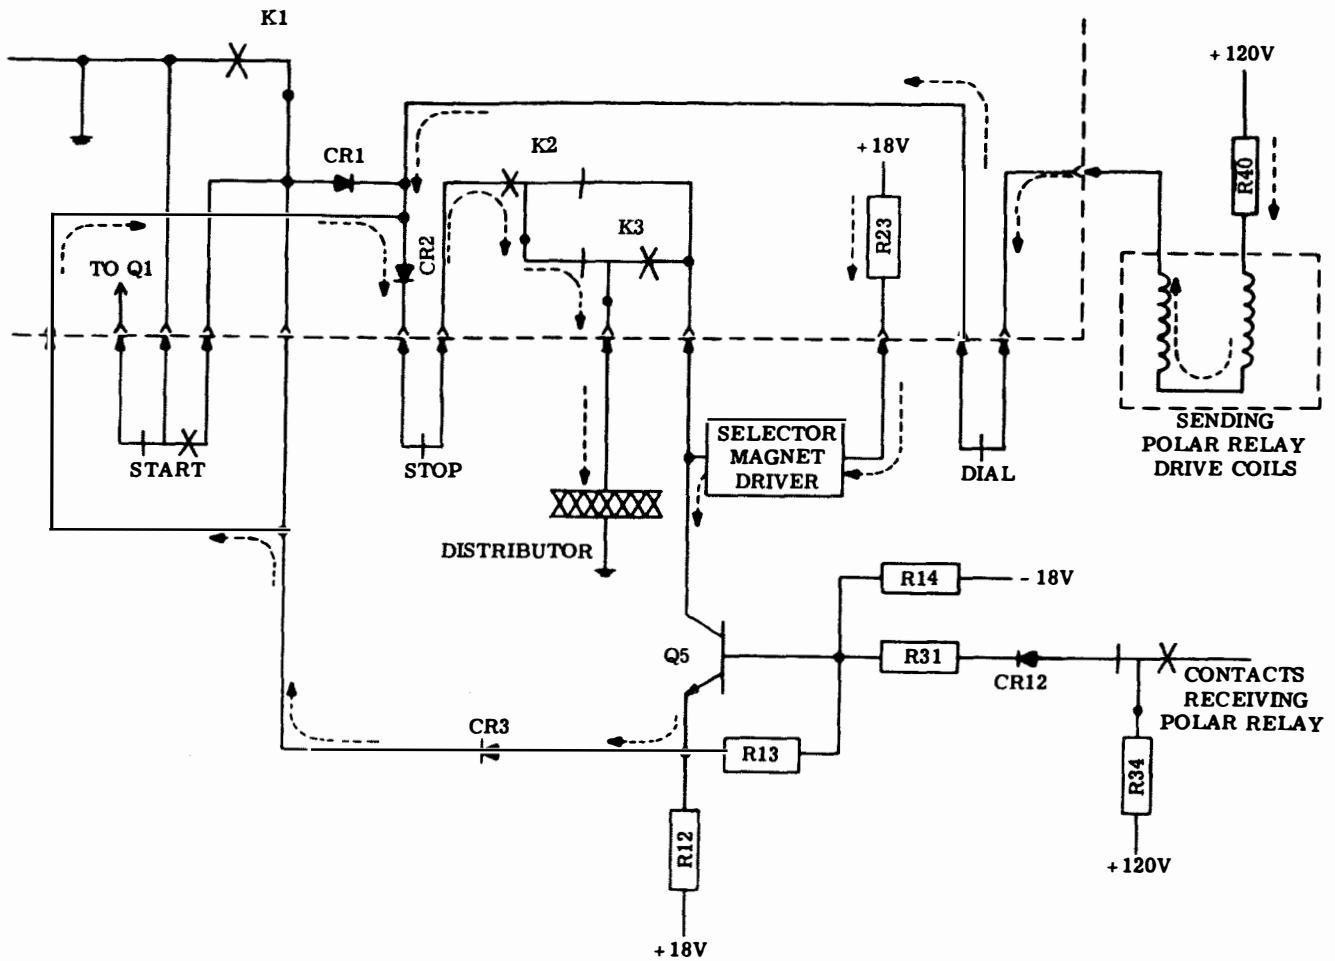 K1
+120V
K2
+18V
CR1
R40
K3
R23
CR2
TO Q1
START
STOP
SELECTOR
MAGNET
DRIVER
DIAL
SENDING
POLAR RELAY
DRIVE COILS
DISTRIBUTOR
R14
-18V
Q5
R31
CR12
CONTACTS
RECEIVING
POLAR RELAY
CR3
R13
R34
R12
+120V
+18V